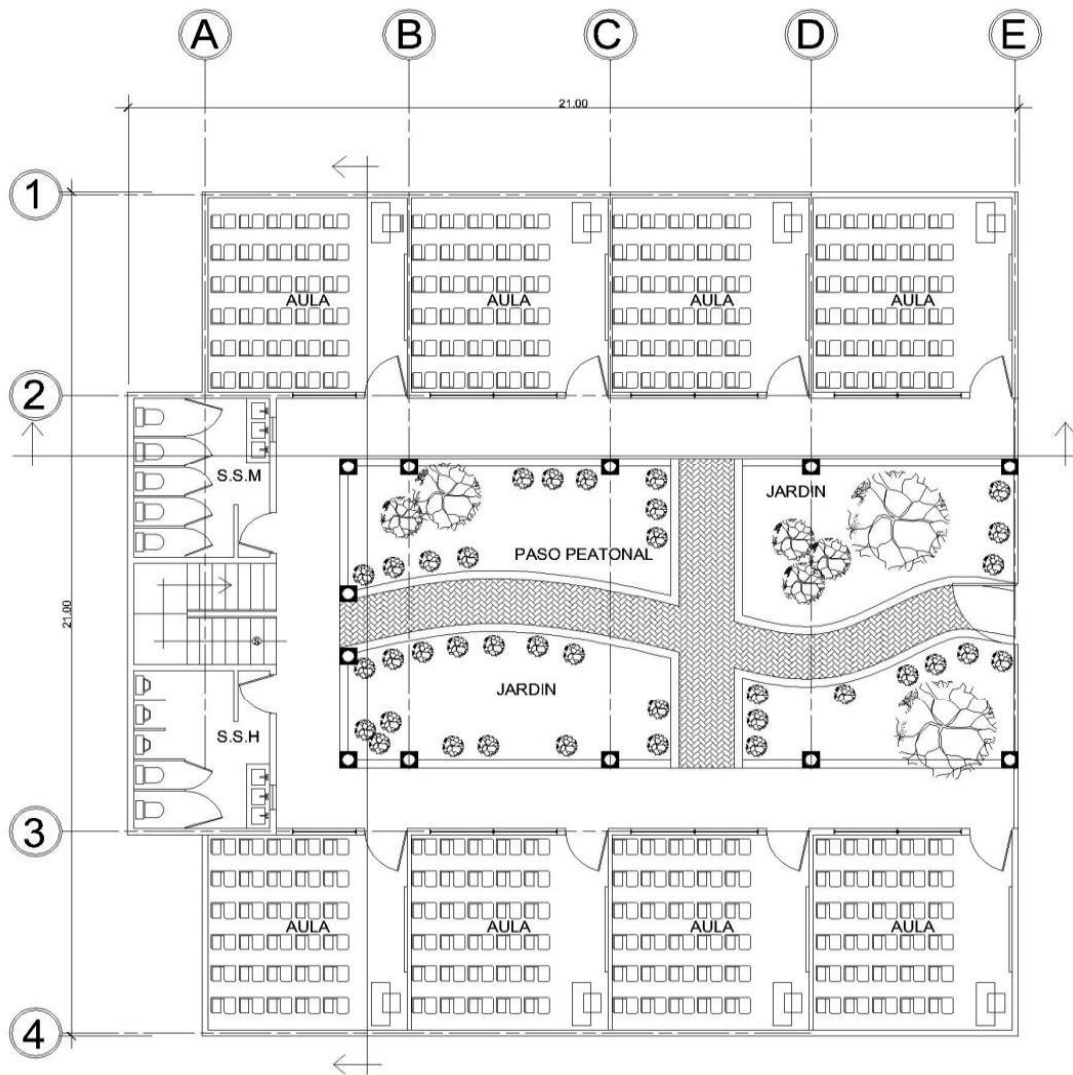 A B C D E
21.00
1
AULA AULA AULA AULA
2
S.S.M
JARDIN
PASO PEATONAL
21.00
S
JARDIN
S.S.H
3
AULA AULA AULA AULA
4